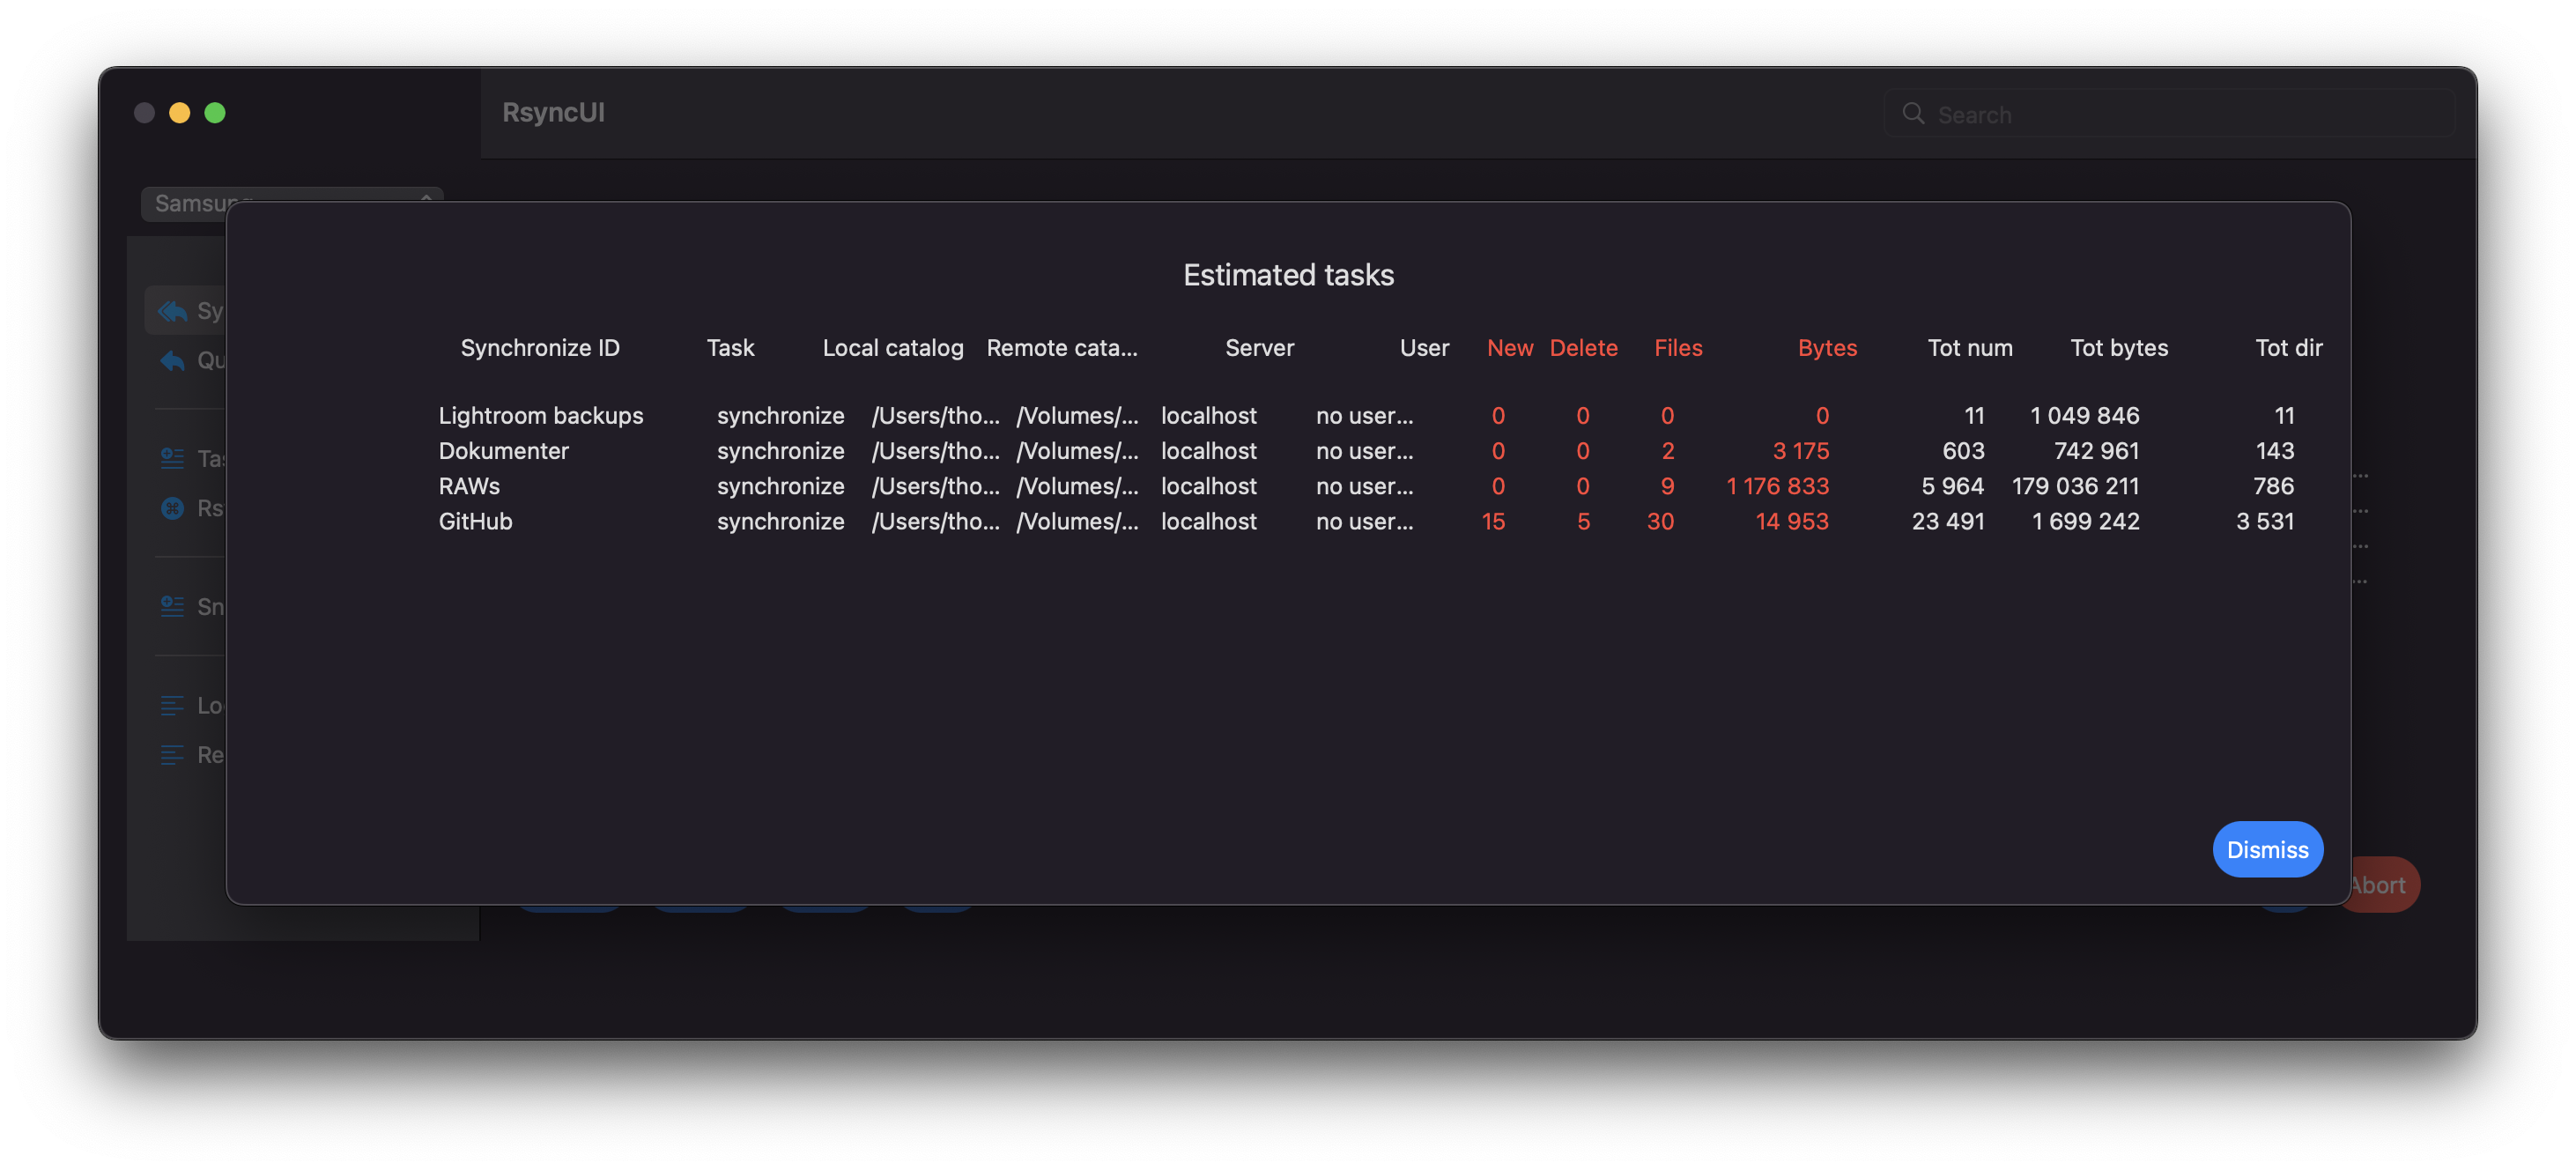 RsyncUI
Search
Samsung
Estimated tasks
Synchronize ID Task Local catalog Remote cata... Server User New Delete Files Bytes Tot num Tot bytes Tot dir
Lightroom backups synchronize /Users/tho... /Volumes/... localhost no user... 0 0 0 0 11 1 049 846 11
Dokumenter synchronize /Users/tho... /Volumes/... localhost no user... 0 0 2 3 175 603 742 961 143
RAWs synchronize /Users/tho... /Volumes/... localhost no user... 0 0 9 1 176 833 5 964 179 036 211 786
GitHub synchronize /Users/tho... /Volumes/... localhost no user... 15 5 30 14 953 23 491 1 699 242 3 531
Sy
Qu
Tas
Rs
Sn
Lo
Re
Dismiss
Abort